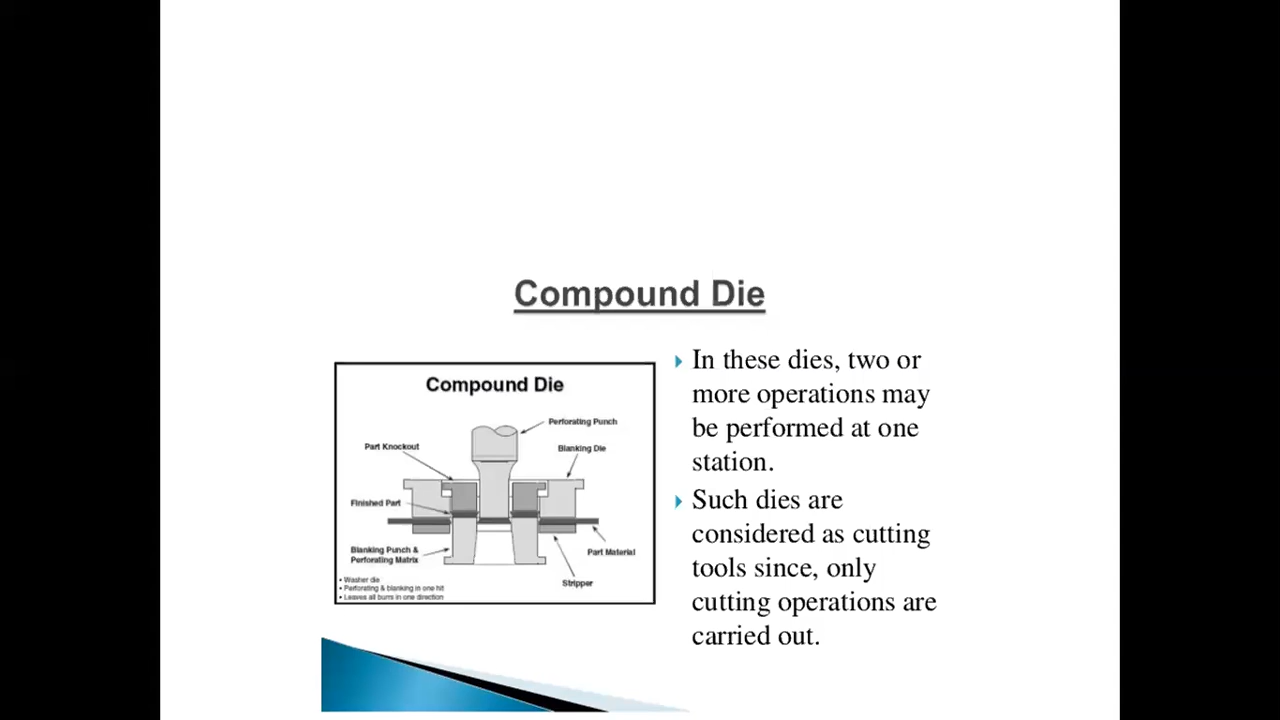 Compound Die
Compound Die
Perforating Punch
Part Knockout
Blanking Die
Finished Part
Blanking Punch &
Perforating Matrix
Part Material
Stripper
• Washer die
• Perforating & blanking in one hit
• Leaves all burrs in one direction
In these dies, two or
more operations may
be performed at one
station.
Such dies are
considered as cutting
tools since, only
cutting operations are
carried out.